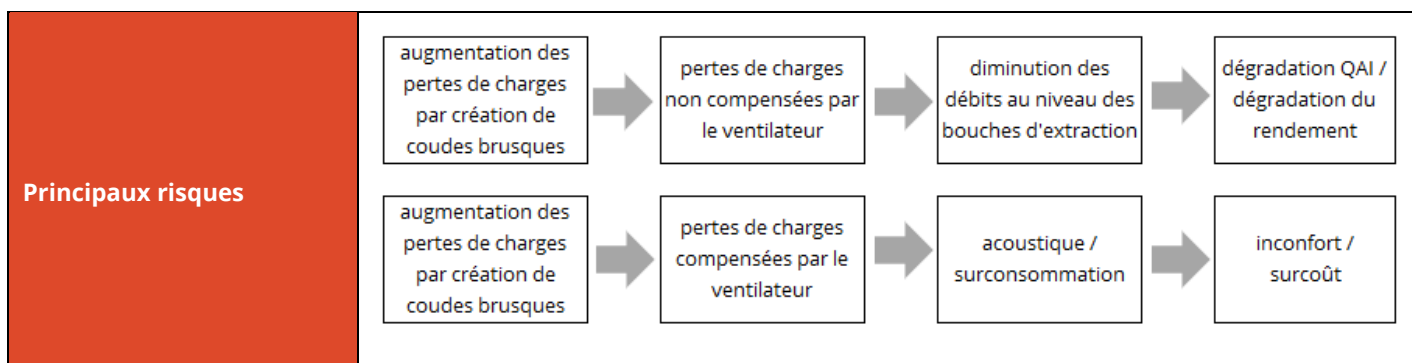 Principaux risques
augmentation des
pertes de charges
par création de
coudes brusques
pertes de charges
non compensées par
le ventilateur
diminution des
débits au niveau des
bouches d'extraction
dégradation QAI /
dégradation du
rendement
augmentation des
pertes de charges
par création de
coudes brusques
pertes de charges
compensées par le
ventilateur
acoustique /
surconsommation
inconfort /
surcoût